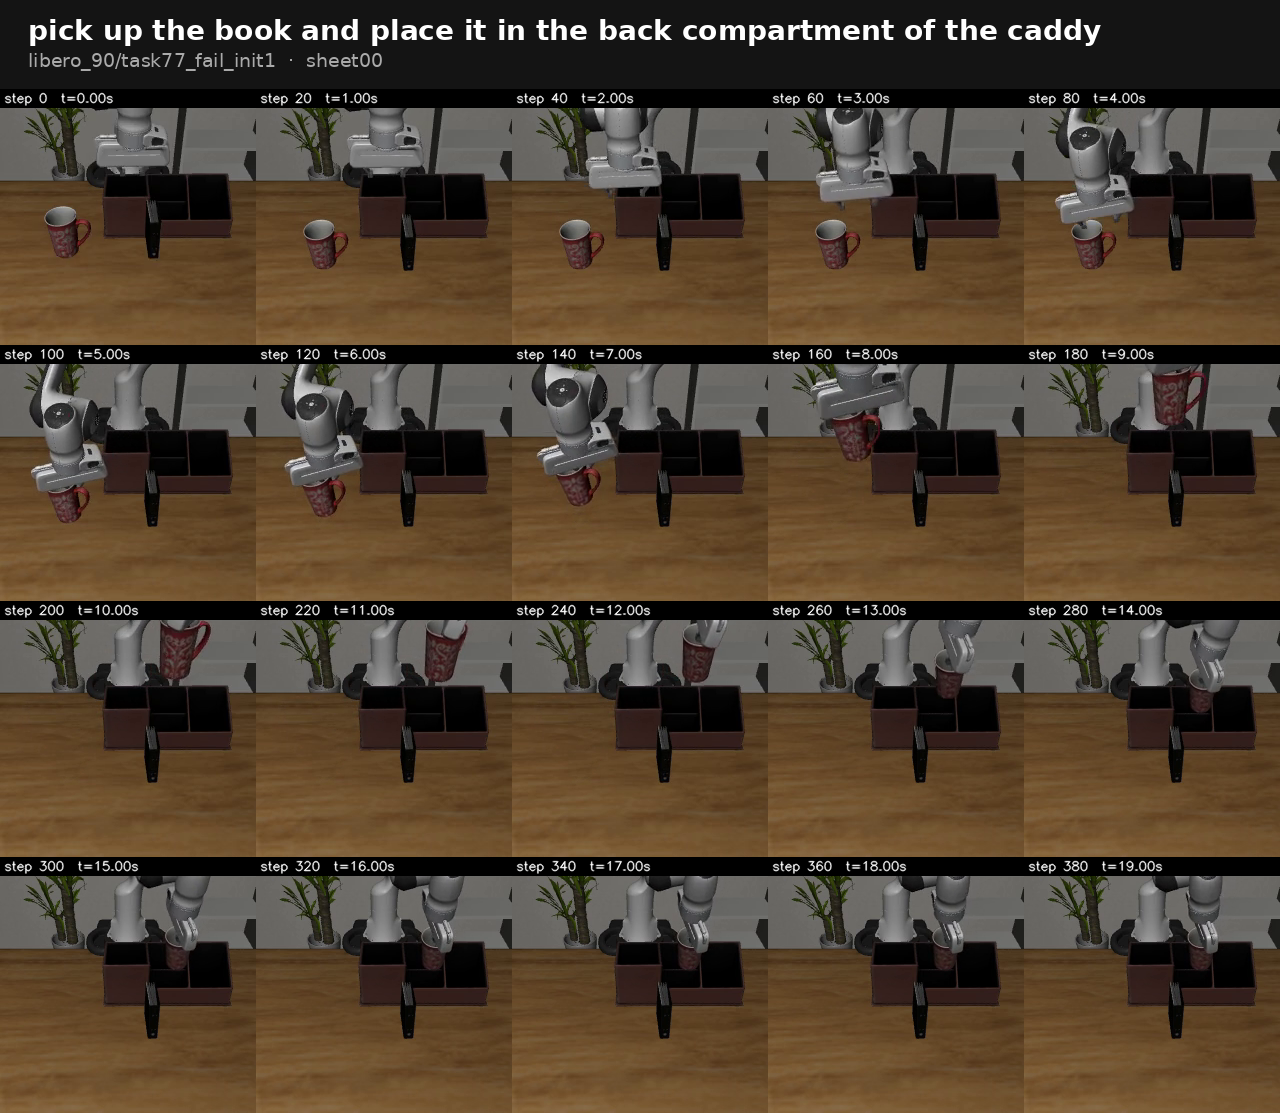 pick up the book and place it in the back compartment of the caddy
libero_90/task77_fail_init1 · sheet00
step 0 t=0.00s
step 20 t=1.00s
step 40 t=2.00s
step 60 t=3.00s
step 80 t=4.00s
step 100 t=5.00s
step 120 t=6.00s
step 140 t=7.00s
step 160 t=8.00s
step 180 t=9.00s
step 200 t=10.00s
step 220 t=11.00s
step 240 t=12.00s
step 260 t=13.00s
step 280 t=14.00s
step 300 t=15.00s
step 320 t=16.00s
step 340 t=17.00s
step 360 t=18.00s
step 380 t=19.00s